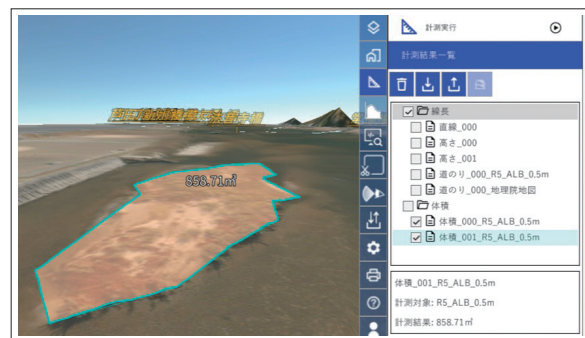 858.71㎥
計測実行
計測結果一覧
線長
直線_000
高さ_000
高さ_001
道のり_000_R5_ALB_0.5m
道のり_000_地理院地図
体積
体積_000_R5_ALB_0.5m
体積_001_R5_ALB_0.5m
体積_001_R5_ALB_0.5m
計測対象: R5_ALB_0.5m
計測結果: 858.71㎥